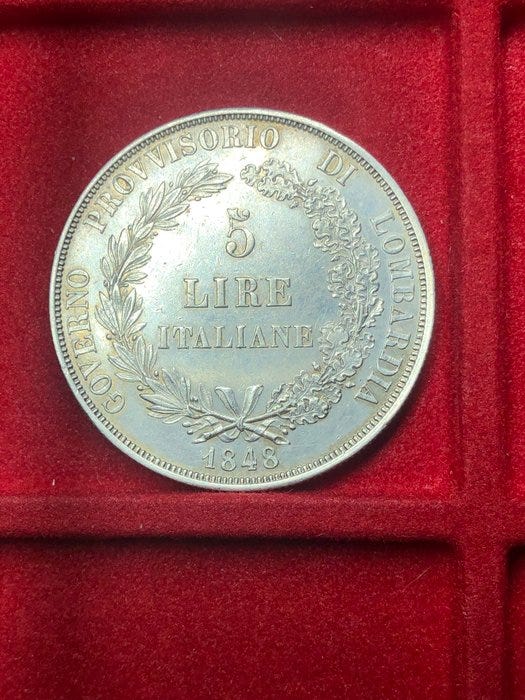 GOVERNO PROVVISORIO DI LOMBARDIA
5
LIRE
ITALIANE
1848